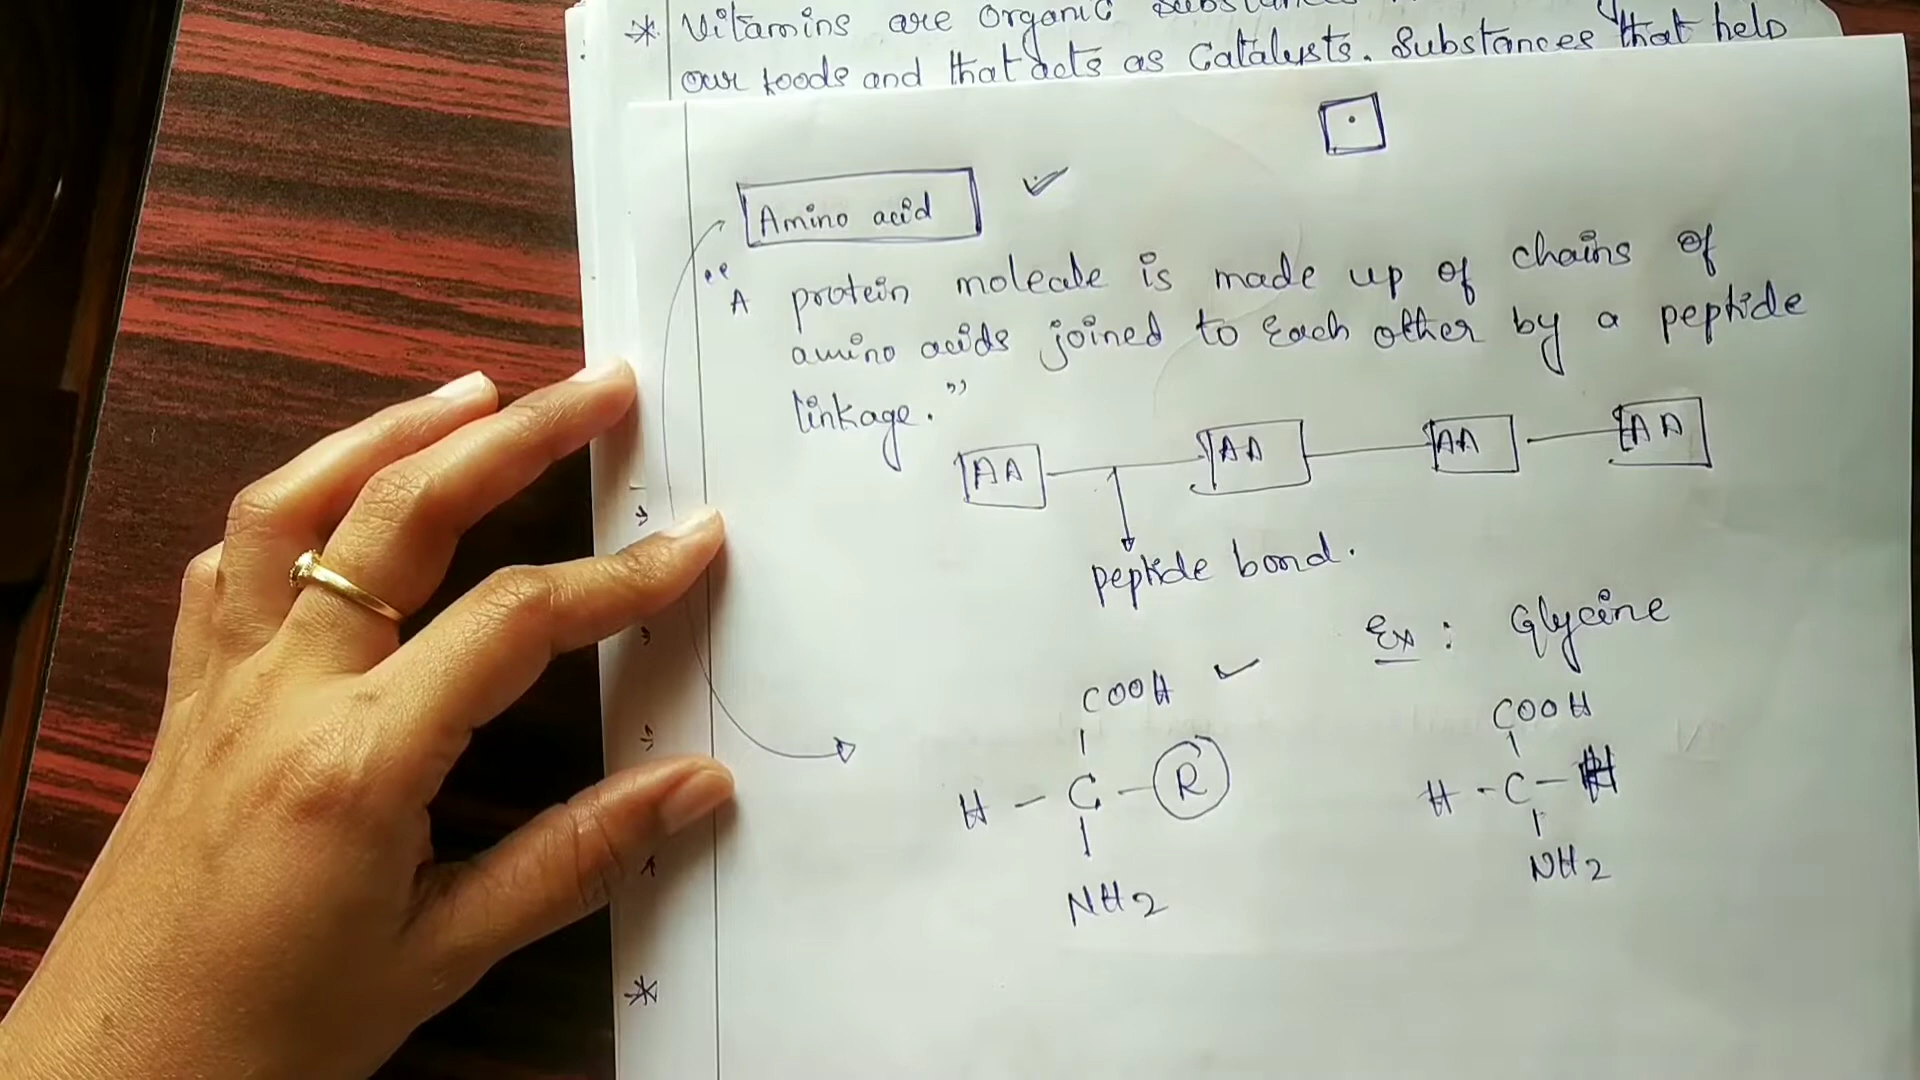 * Vitamins are Organic
our foods and that acts as Catalysts. Substances that help
Amino acid
"A protein molecule is made up of chains of
amino acids joined to Each other by a peptide
linkage."
AA AA AA AA
peptide bond.
Ex : Glycine
COOH
H - C - R
NH2
COOH
H - C - H
NH2
*